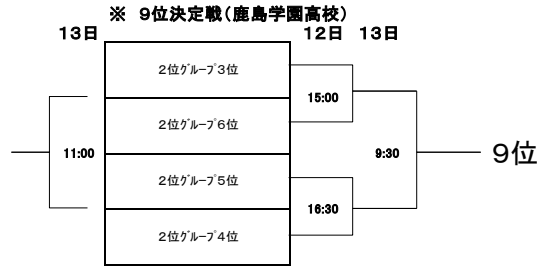 ※ 9位決定戦(鹿島学園高校)
13日 12日 13日
2位グループ3位
15:00
2位グループ6位
11:00 9:30 9位
2位グループ5位
16:30
2位グループ4位